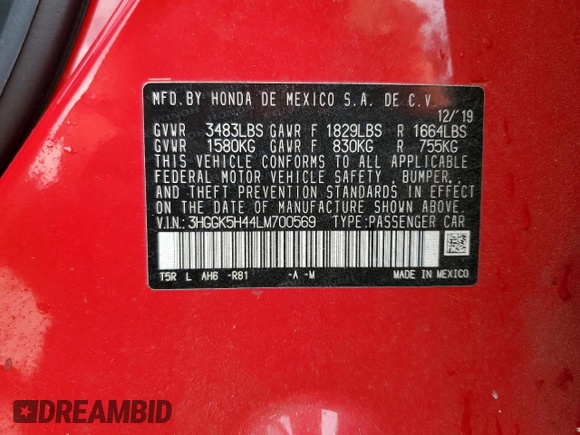 MFD.BY HONDA DE MEXICO S.A. DE C.V.
12/'19
GVWR 3483LBS GAWR F 1829LBS R 1664LBS
GVWR 1580KG GAWR F 830KG R 755KG
THIS VEHICLE CONFORMS TO ALL APPLICABLE
FEDERAL MOTOR VEHICLE SAFETY, BUMPER,
AND THEFT PREVENTION STANDARDS IN EFFECT
ON THE DATE OF MANUFACTURE SHOWN ABOVE.
V.I.N.: 3HGGK5H44LM700569 TYPE:PASSENGER CAR
T5R L AH6 -R81 -A -M MADE IN MEXICO
DREAMBID